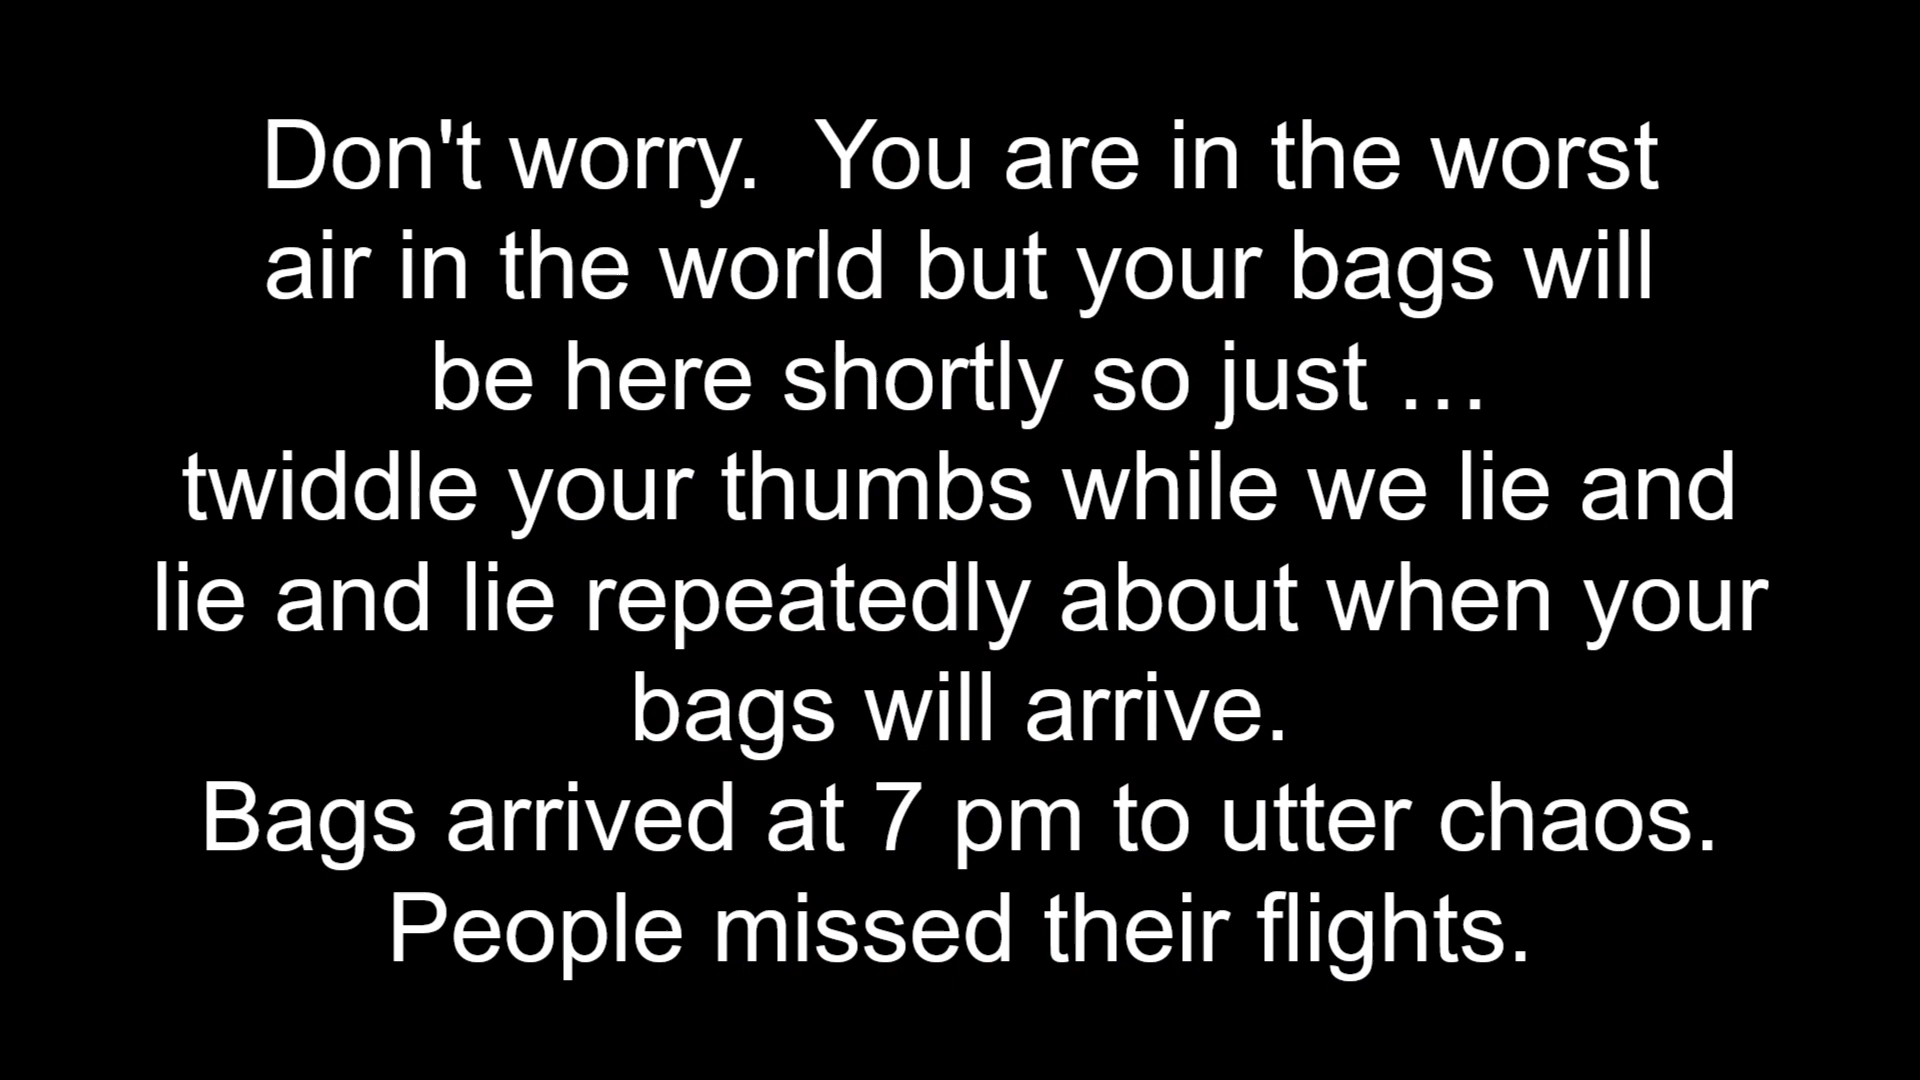 Don't worry.  You are in the worst
air in the world but your bags will
be here shortly so just …
twiddle your thumbs while we lie and
lie and lie repeatedly about when your
bags will arrive.
Bags arrived at 7 pm to utter chaos.
People missed their flights.